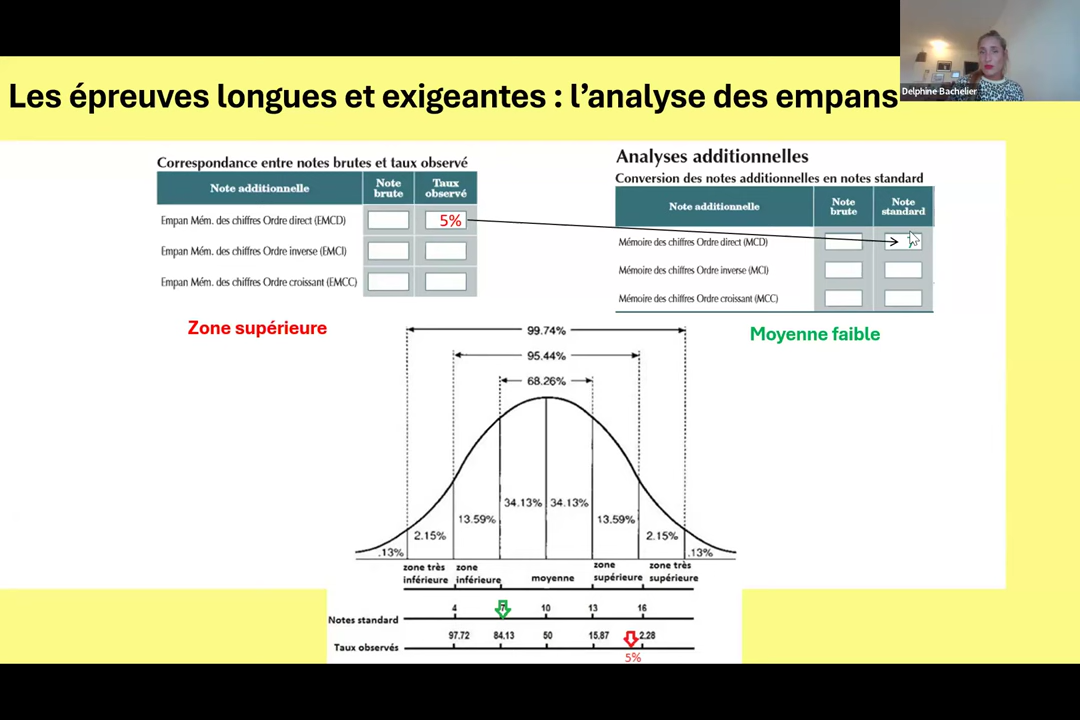 Delphine Bachelier
Les épreuves longues et exigeantes : l’analyse des empans
Correspondance entre notes brutes et taux observé
Note additionnelle
Note brute
Taux observé
Empan Mém. des chiffres Ordre direct (EMCD)
5%
Empan Mém. des chiffres Ordre inverse (EMCI)
Empan Mém. des chiffres Ordre croissant (EMCC)
Zone supérieure
Analyses additionnelles
Conversion des notes additionnelles en notes standard
Note additionnelle
Note brute
Note standard
Mémoire des chiffres Ordre direct (MCD)
Mémoire des chiffres Ordre inverse (MCI)
Mémoire des chiffres Ordre croissant (MCC)
Moyenne faible
99.74%
95.44%
68.26%
34.13% 34.13%
13.59% 13.59%
2.15% 2.15%
.13% .13%
zone très inférieure
zone inférieure
moyenne
zone supérieure
zone très supérieure
Notes standard
4 10 13 16
Taux observés
97.72 84.13 50 15.87 2.28
5%